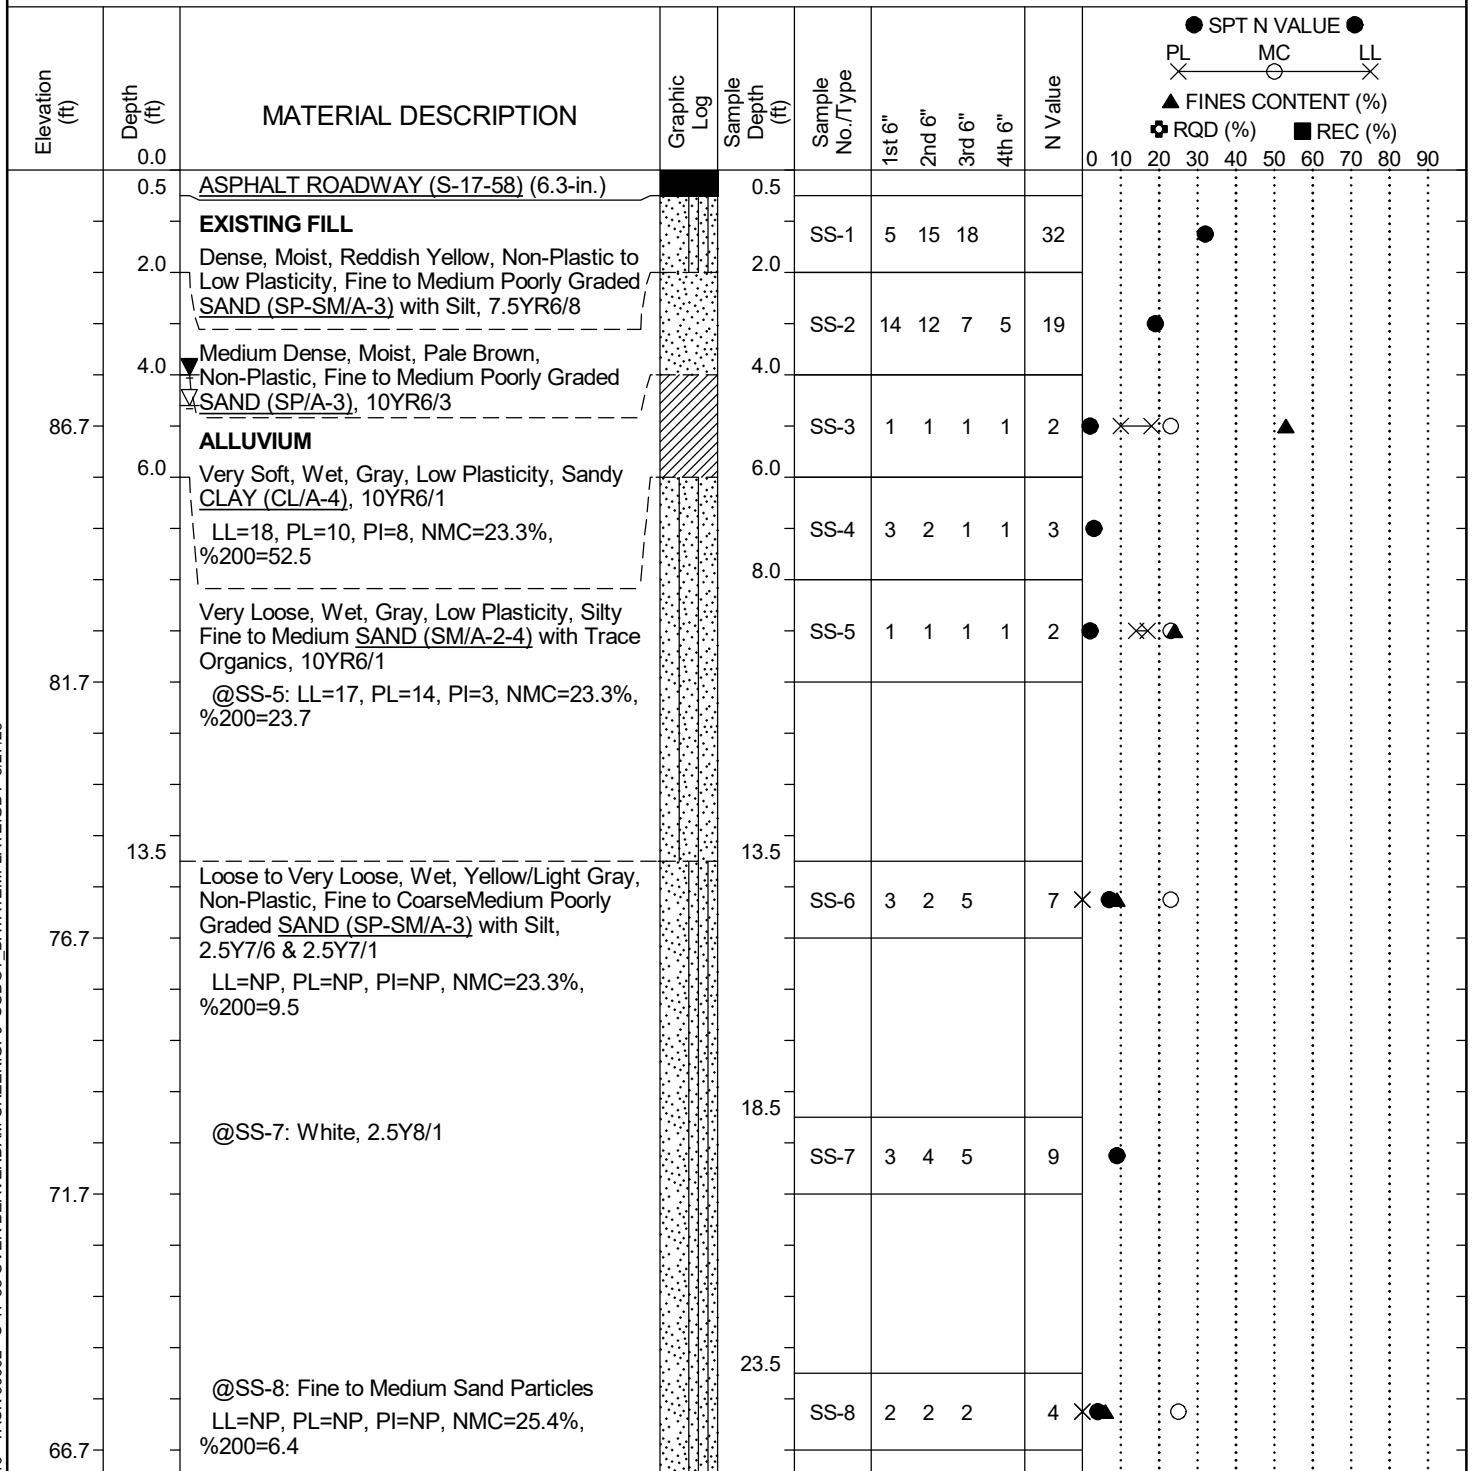 ● SPT N VALUE ●
PL MC LL
▲ FINES CONTENT (%)
RQD (%) ■ REC (%)
Elevation (ft)
Depth (ft)
MATERIAL DESCRIPTION
Graphic Log
Sample Depth (ft)
Sample No./Type
1st 6"
2nd 6"
3rd 6"
4th 6"
N Value
0.0
0 10 20 30 40 50 60 70 80 90
0.5 ASPHALT ROADWAY (S-17-58) (6.3-in.) 0.5
EXISTING FILL
SS-1 5 15 18 32
Dense, Moist, Reddish Yellow, Non-Plastic to
2.0 2.0
Low Plasticity, Fine to Medium Poorly Graded
SAND (SP-SM/A-3) with Silt, 7.5YR6/8
SS-2 14 12 7 5 19
Medium Dense, Moist, Pale Brown,
4.0 4.0
Non-Plastic, Fine to Medium Poorly Graded
SAND (SP/A-3), 10YR6/3
86.7 SS-3 1 1 1 1 2
ALLUVIUM
6.0 6.0
Very Soft, Wet, Gray, Low Plasticity, Sandy
CLAY (CL/A-4), 10YR6/1
LL=18, PL=10, PI=8, NMC=23.3%,
%200=52.5
SS-4 3 2 1 1 3
8.0
Very Loose, Wet, Gray, Low Plasticity, Silty
Fine to Medium SAND (SM/A-2-4) with Trace
Organics, 10YR6/1
SS-5 1 1 1 1 2
81.7
@SS-5: LL=17, PL=14, PI=3, NMC=23.3%,
%200=23.7
13.5 13.5
Loose to Very Loose, Wet, Yellow/Light Gray,
Non-Plastic, Fine to CoarseMedium Poorly
Graded SAND (SP-SM/A-3) with Silt,
2.5Y7/6 & 2.5Y7/1
SS-6 3 2 5 7
76.7
LL=NP, PL=NP, PI=NP, NMC=23.3%,
%200=9.5
18.5
@SS-7: White, 2.5Y8/1
SS-7 3 4 5 9
71.7
23.5
@SS-8: Fine to Medium Sand Particles
SS-8 2 2 2 4
LL=NP, PL=NP, PI=NP, NMC=25.4%,
%200=6.4
66.7